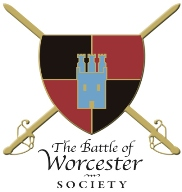 The Battle of
Worcester
SOCIETY